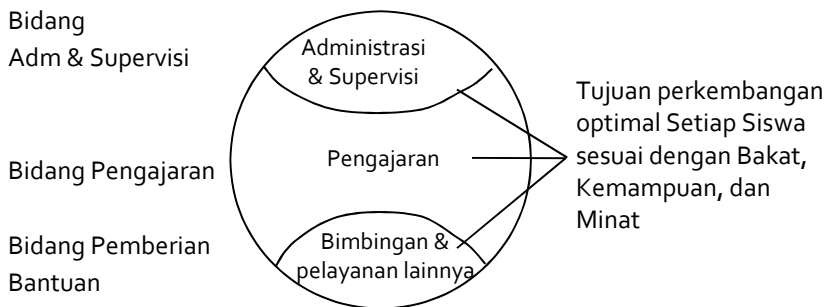 Bidang
Adm & Supervisi
Bidang Pengajaran
Bidang Pemberian
Bantuan
Administrasi
& Supervisi
Pengajaran
Bimbingan &
pelayanan lainnya
Tujuan perkembangan
optimal Setiap Siswa
sesuai dengan Bakat,
Kemampuan, dan
Minat